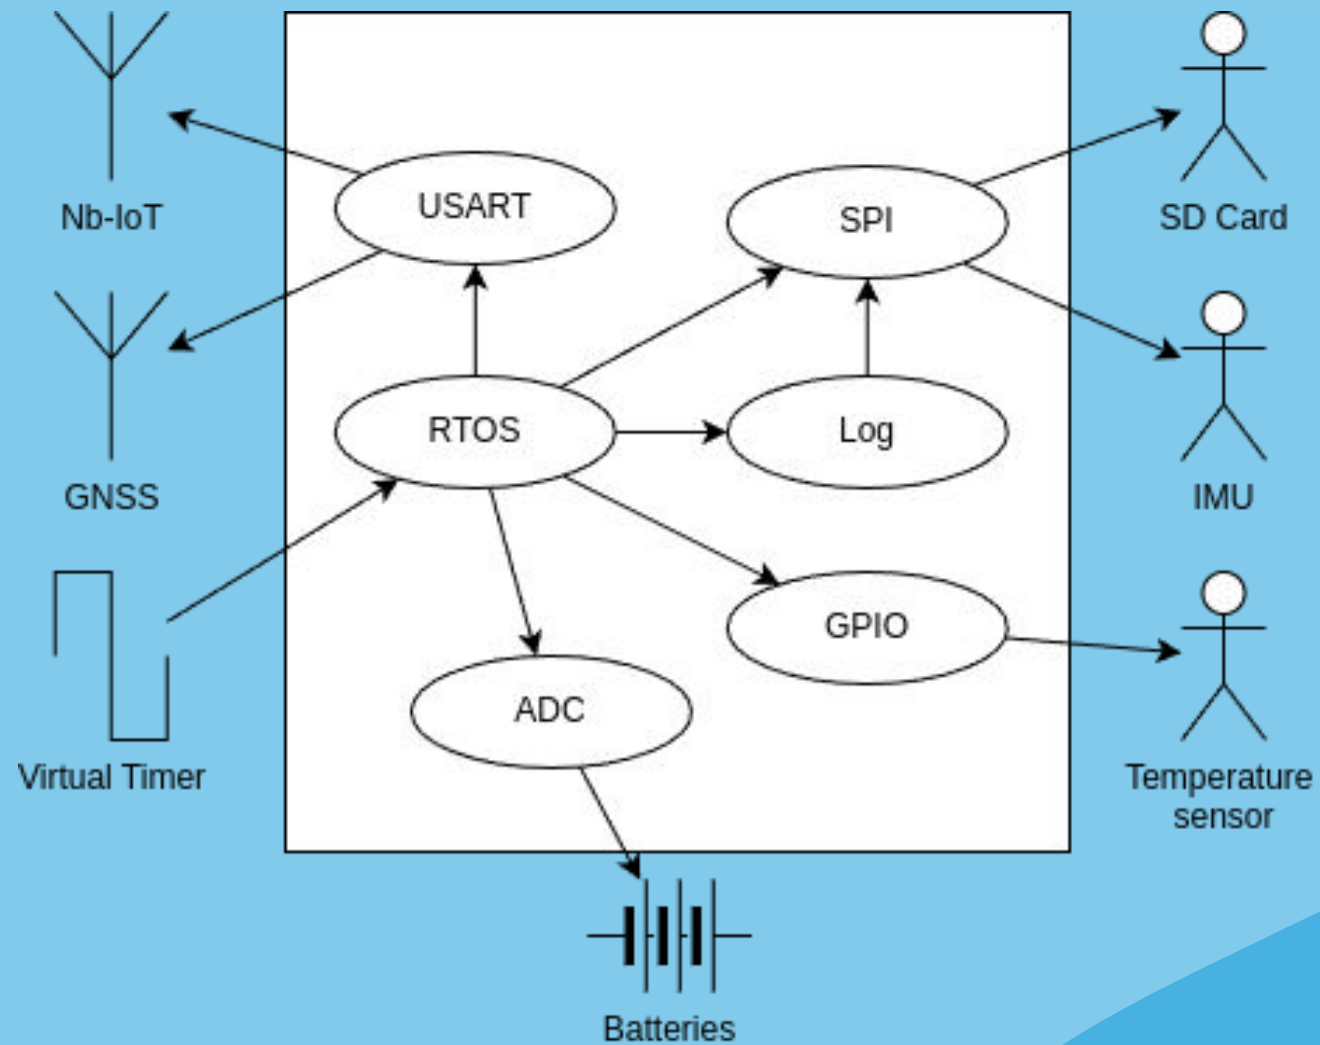 Nb-IoT
USART
SPI
SD Card
GNSS
RTOS
Log
IMU
Virtual Timer
ADC
GPIO
Temperature
sensor
Batteries